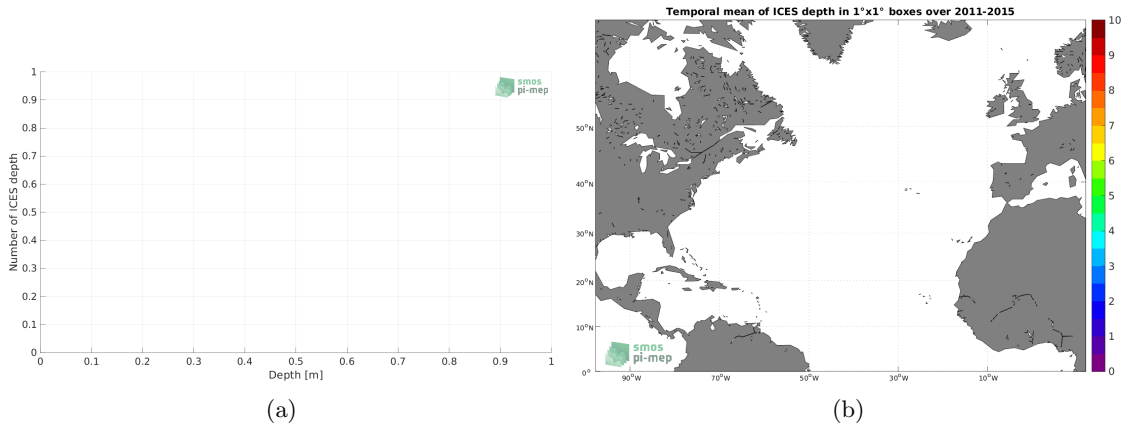 Temporal mean of ICES depth in 1°x1° boxes over 2011-2015
1
0.9
0.8
0.7
0.6
0.5
0.4
0.3
0.2
0.1
0
Number of ICES depth
0 0.1 0.2 0.3 0.4 0.5 0.6 0.7 0.8 0.9 1
Depth [m]
smos
pi-mep
(a)
50°N
40°N
30°N
20°N
10°N
0°
90°W 70°W 50°W 30°W 10°W
smos
pi-mep
10
9
8
7
6
5
4
3
2
1
0
(b)